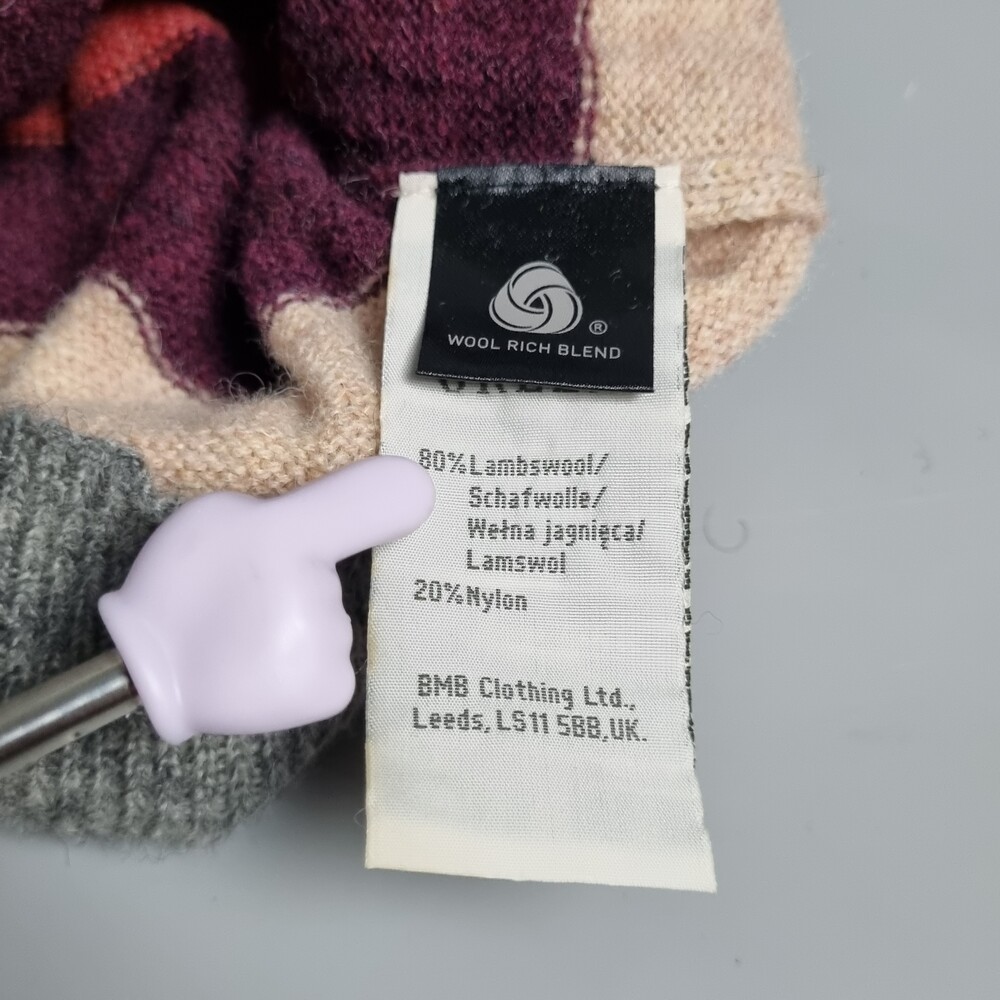 ®
WOOL RICH BLEND
80%Lambswool/
Schafwolle/
Wełna jagnięca/
Lamswol
20%Nylon
BMB Clothing Ltd.,
Leeds, LS11 5BB,UK.